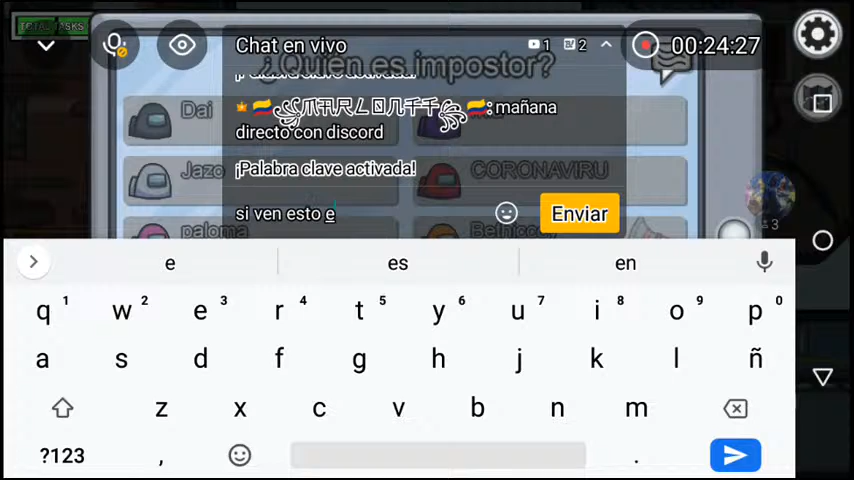 TOTAL TASKS
Chat en vivo
1
2
00:24:27
¿Quién es impostor?
¡Palabra clave activada!
mañana
directo con discord
¡Palabra clave activada!
Dai
Jazo
CORONAVIRU
paloma
si ven esto e
Enviar
3
e
es
en
q 1 w 2 e 3 r 4 t 5 y 6 u 7 i 8 o 9 p 0
a s d f g h j k l ñ
z x c v b n m
?123 , .